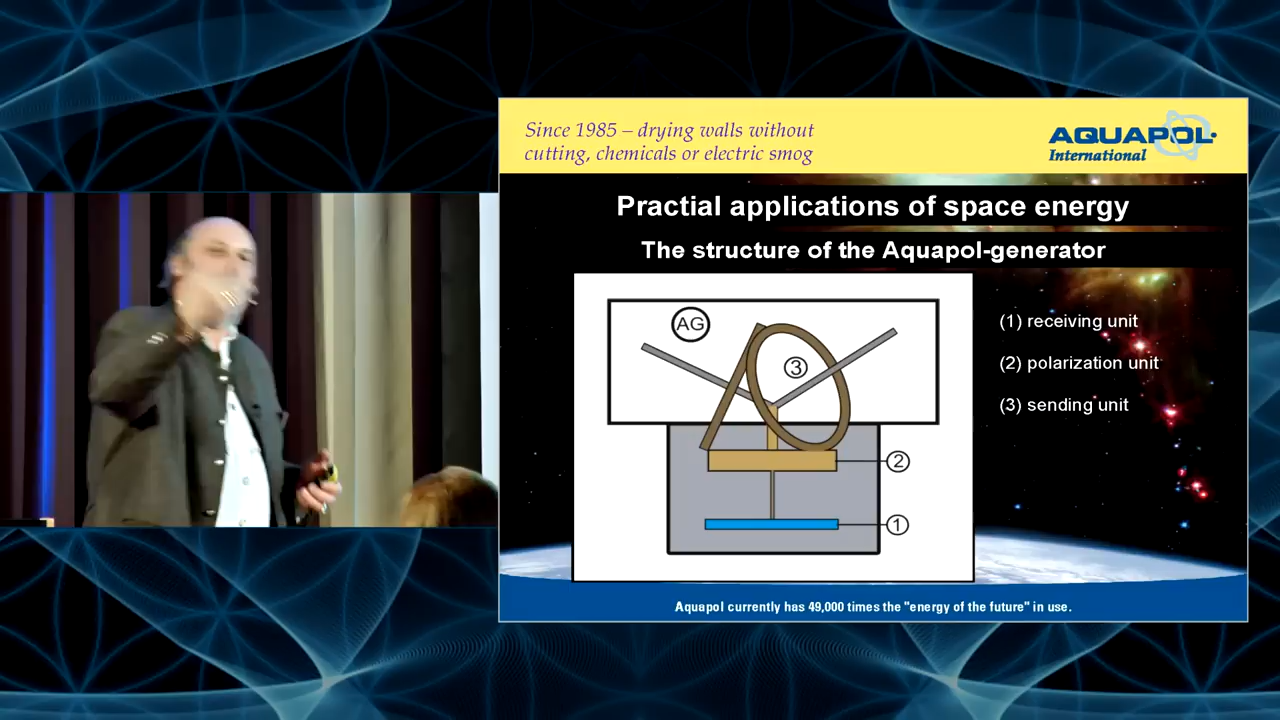 Since 1985 – drying walls without
cutting, chemicals or electric smog
AQUAPOL
International
Practial applications of space energy
The structure of the Aquapol-generator
AG
3
2
1
(1) receiving unit
(2) polarization unit
(3) sending unit
Aquapol currently has 49,000 times the "energy of the future" in use.